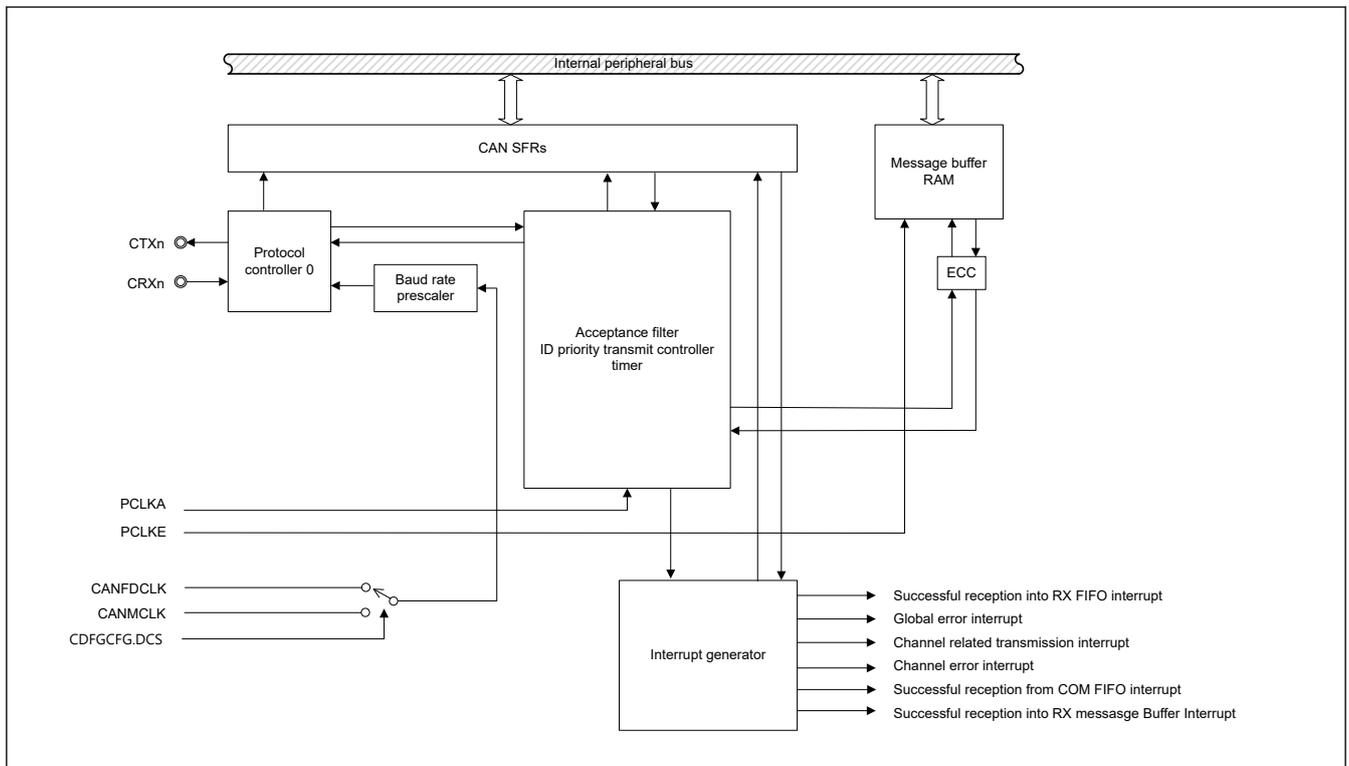 Internal peripheral bus
CAN SFRs
Message buffer
RAM
CTXn
CRXn
Protocol
controller 0
Baud rate
prescaler
ECC
Acceptance filter
ID priority transmit controller
timer
PCLKA
PCLKE
CANFDCLK
CANMCLK
CDFGCFG.DCS
Interrupt generator
Successful reception into RX FIFO interrupt
Global error interrupt
Channel related transmission interrupt
Channel error interrupt
Successful reception from COM FIFO interrupt
Successful reception into RX messasge Buffer Interrupt